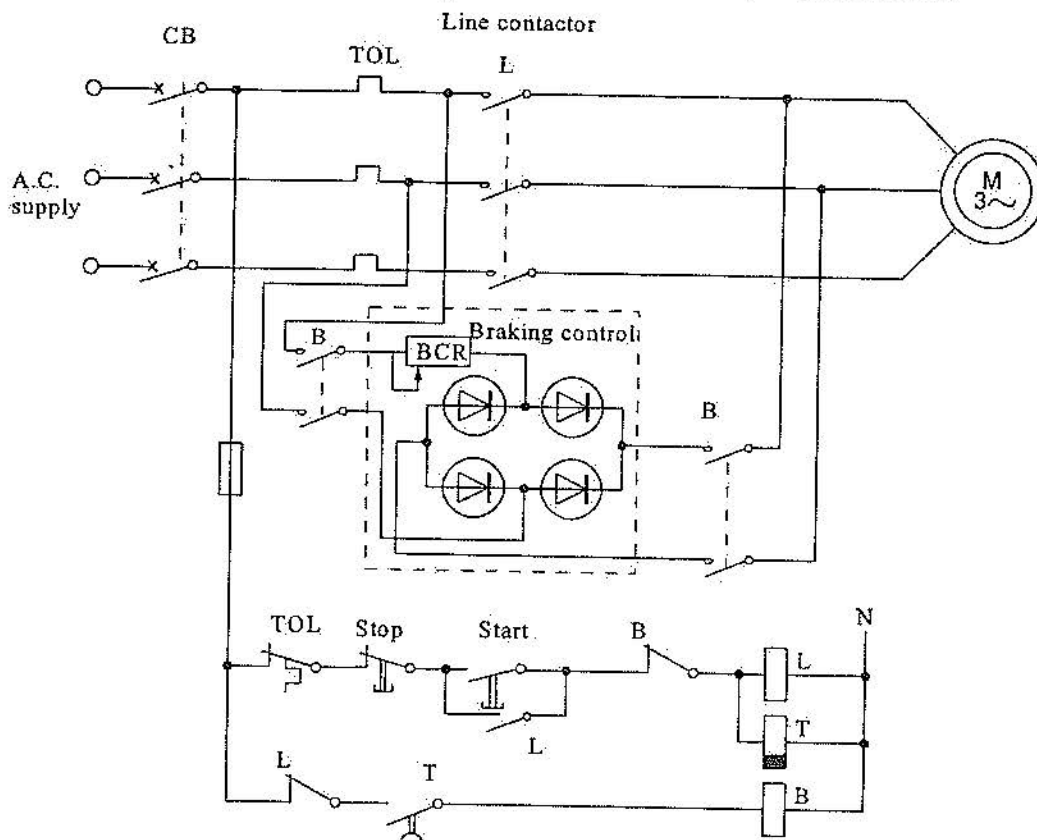 Line contactor
CB
TOL
L
A.C.
supply
M
3~
Braking control
B
BCR
B
TOL
Stop
Start
B
N
L
T
L
L
T
B